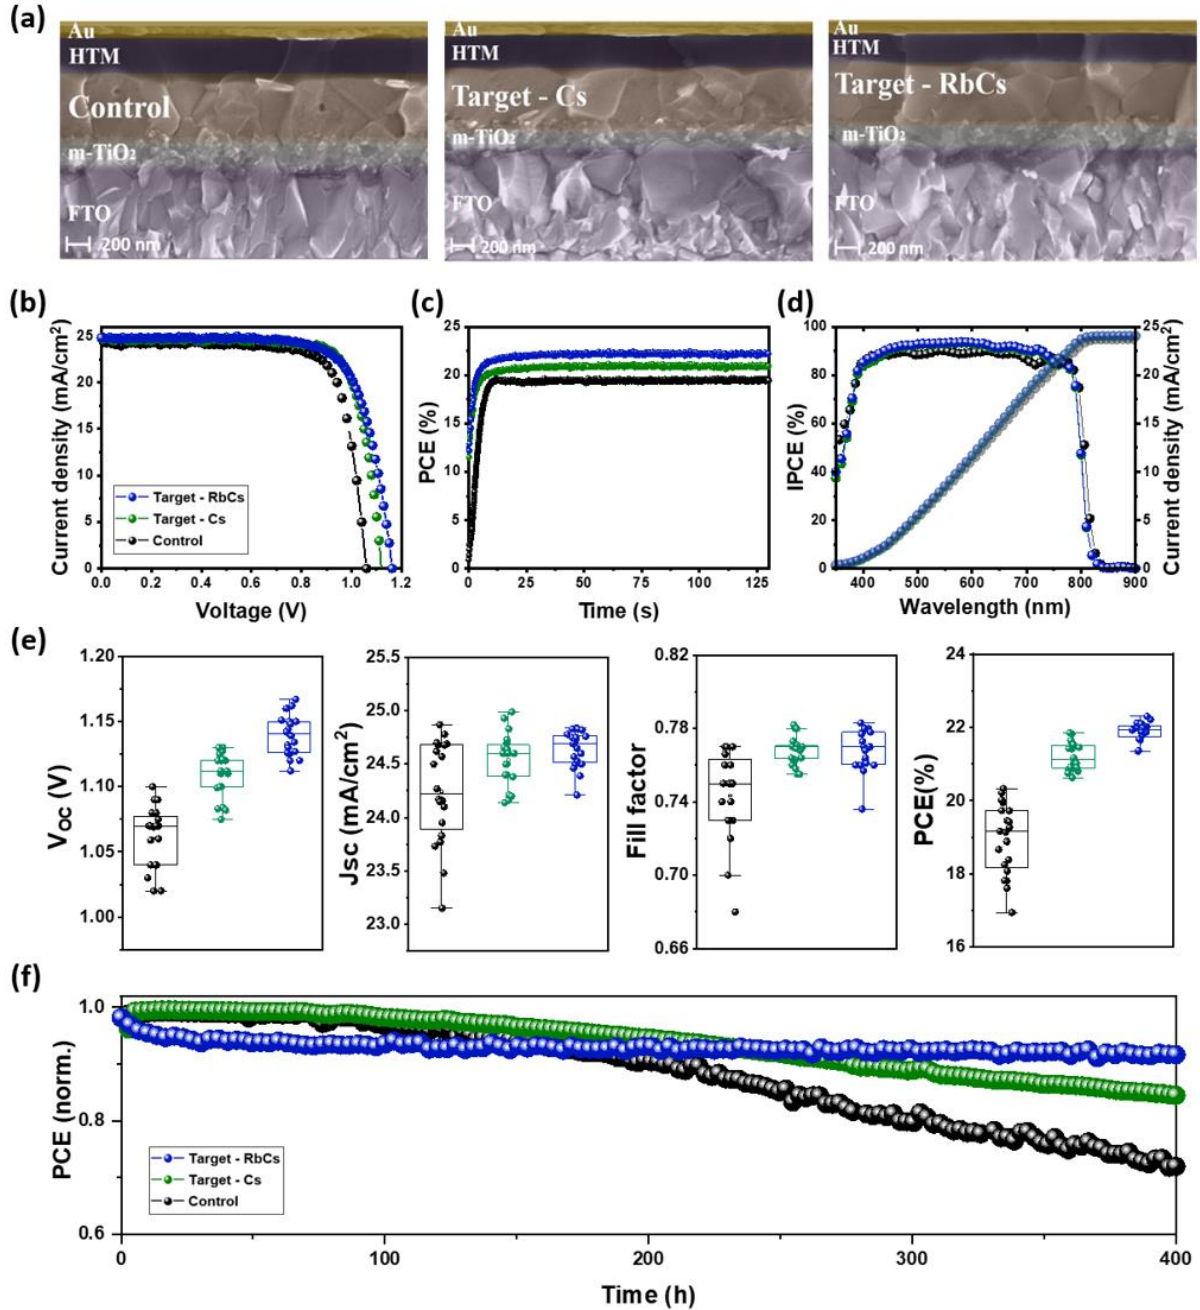 (a)
Au
HTM
Control
m-TiO₂
FTO
200 nm
Au
HTM
Target - Cs
m-TiO₂
FTO
200 nm
Au
HTM
Target - RbCs
m-TiO₂
FTO
200 nm
(b)
Current density (mA/cm²)
25
20
15
10
5
0
0.0 0.2 0.4 0.6 0.8 1.0 1.2
Voltage (V)
Target - RbCs
Target - Cs
Control
(c)
PCE (%)
25
20
15
10
5
0
0 25 50 75 100 125
Time (s)
(d)
IPCE (%)
100
80
60
40
20
0
400 500 600 700 800 900
Wavelength (nm)
25
20
15
10
5
0
Current density (mA/cm²)
(e)
V_OC (V)
1.20
1.15
1.10
1.05
1.00
Jsc (mA/cm²)
25.5
25.0
24.5
24.0
23.5
23.0
Fill factor
0.82
0.78
0.74
0.70
0.66
PCE(%)
24
22
20
18
16
(f)
PCE (norm.)
1.0
0.8
0.6
Target - RbCs
Target - Cs
Control
0 100 200 300 400
Time (h)